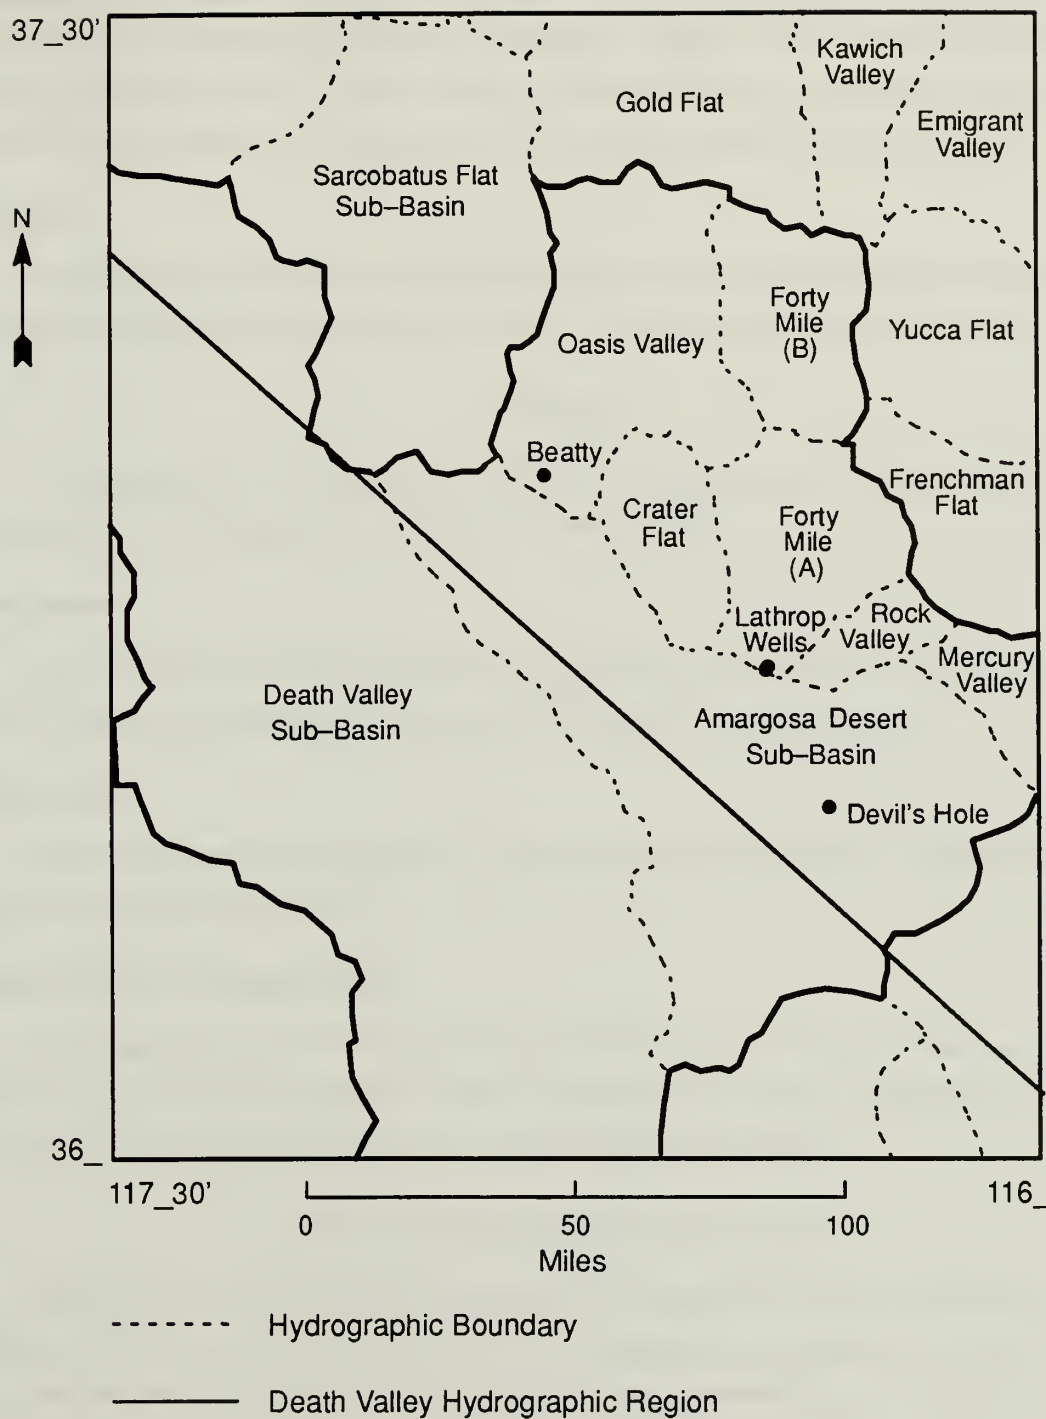 37_30'
Kawich
Valley
Gold Flat
Emigrant
Valley
Sarcobatus Flat
Sub–Basin
N
Forty
Mile
(B)
Oasis Valley
Yucca Flat
Beatty
Frenchman
Flat
Crater
Flat
Forty
Mile
(A)
Lathrop
Wells
Rock
Valley
Mercury
Valley
Death Valley
Sub–Basin
Amargosa Desert
Sub–Basin
Devil's Hole
36_
117_30'
116_
0
50
100
Miles
Hydrographic Boundary
Death Valley Hydrographic Region